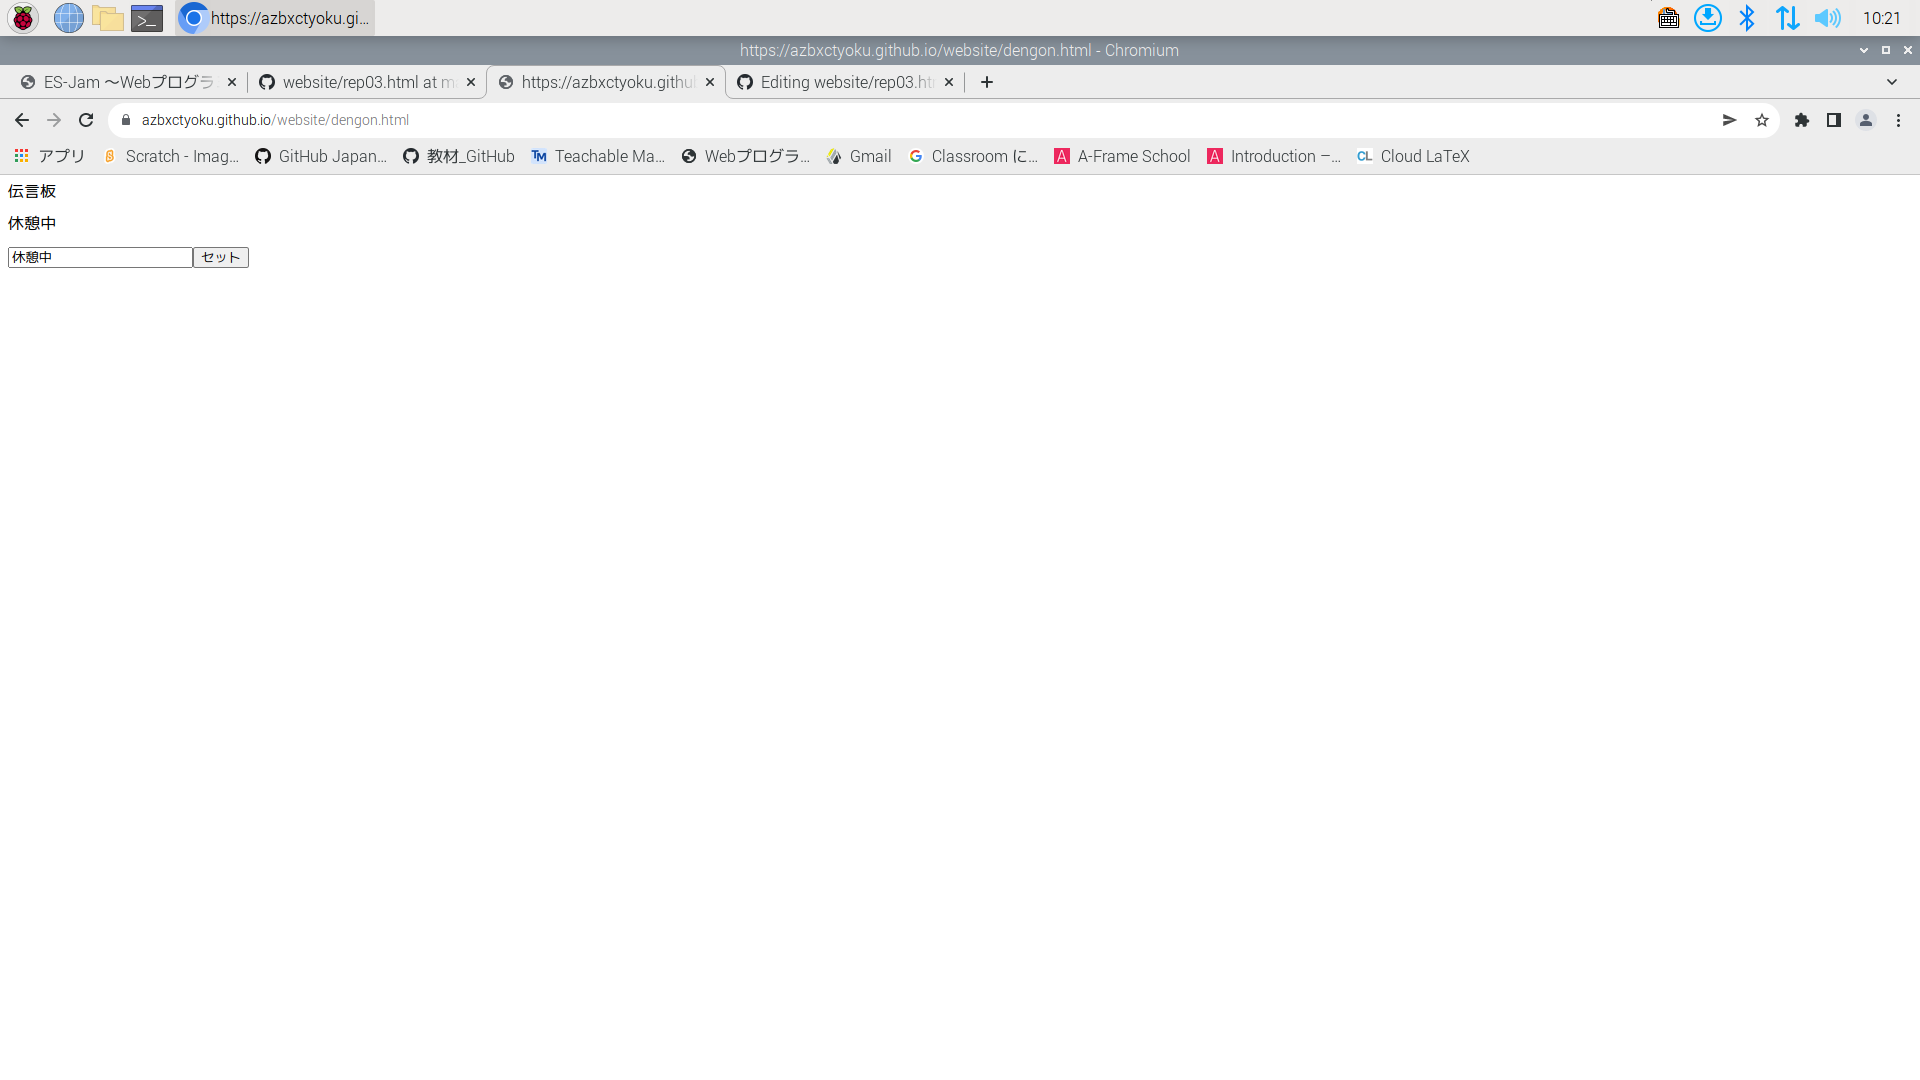 https://azbxctyoku.gi...
10:21
https://azbxctyoku.github.io/website/dengon.html - Chromium
ES-Jam ～Webプログラ
website/rep03.html at m
https://azbxctyoku.githu
Editing website/rep03.ht
azbxctyoku.github.io/website/dengon.html
アプリ
Scratch - Imag...
GitHub Japan...
教材_GitHub
Teachable Ma...
Webプログラ...
Gmail
Classroom に...
A-Frame School
Introduction –...
Cloud LaTeX
伝言板
休憩中
休憩中 セット